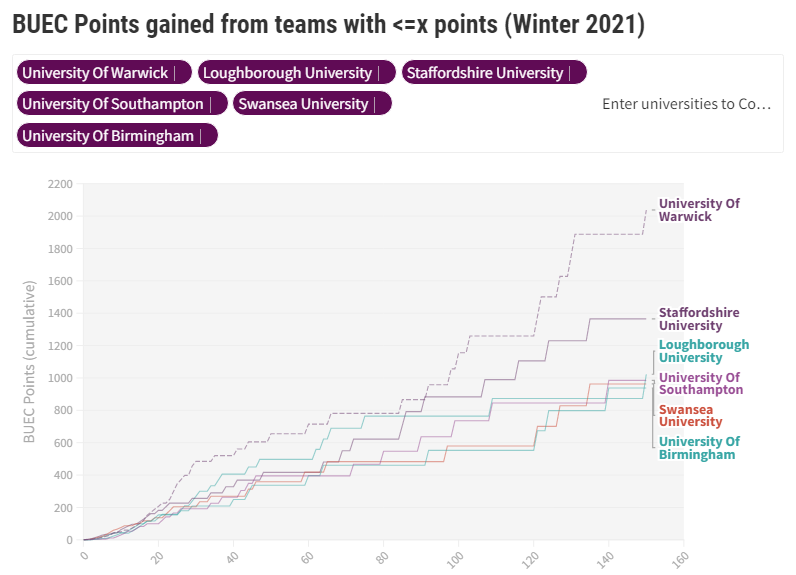 BUEC Points gained from teams with <=x points (Winter 2021)
University Of Warwick
Loughborough University
Staffordshire University
University Of Southampton
Swansea University
Enter universities to Co…
University Of Birmingham
2200
2000
1800
1600
1400
1200
1000
800
600
400
200
0
BUEC Points (cumulative)
University Of
Warwick
Staffordshire
University
Loughborough
University
University Of
Southampton
Swansea
University
University Of
Birmingham
0
20
40
60
80
100
120
140
160